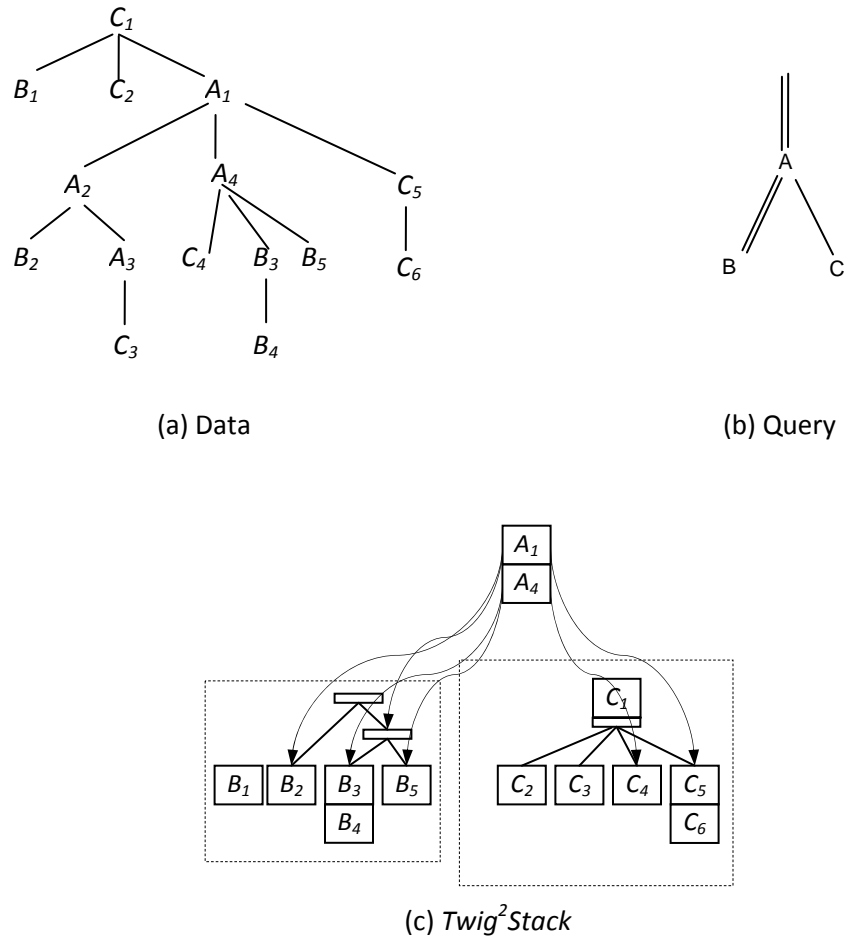 C₁
B₁ C₂ A₁
A₂ A₄ C₅ A
B₂ A₃ C₄ B₃ B₅ C₆ B C
C₃ B₄
(a) Data (b) Query
A₁
A₄
C₁
B₁ B₂ B₃ B₅ C₂ C₃ C₄ C₅
B₄ C₆
(c) Twig²Stack